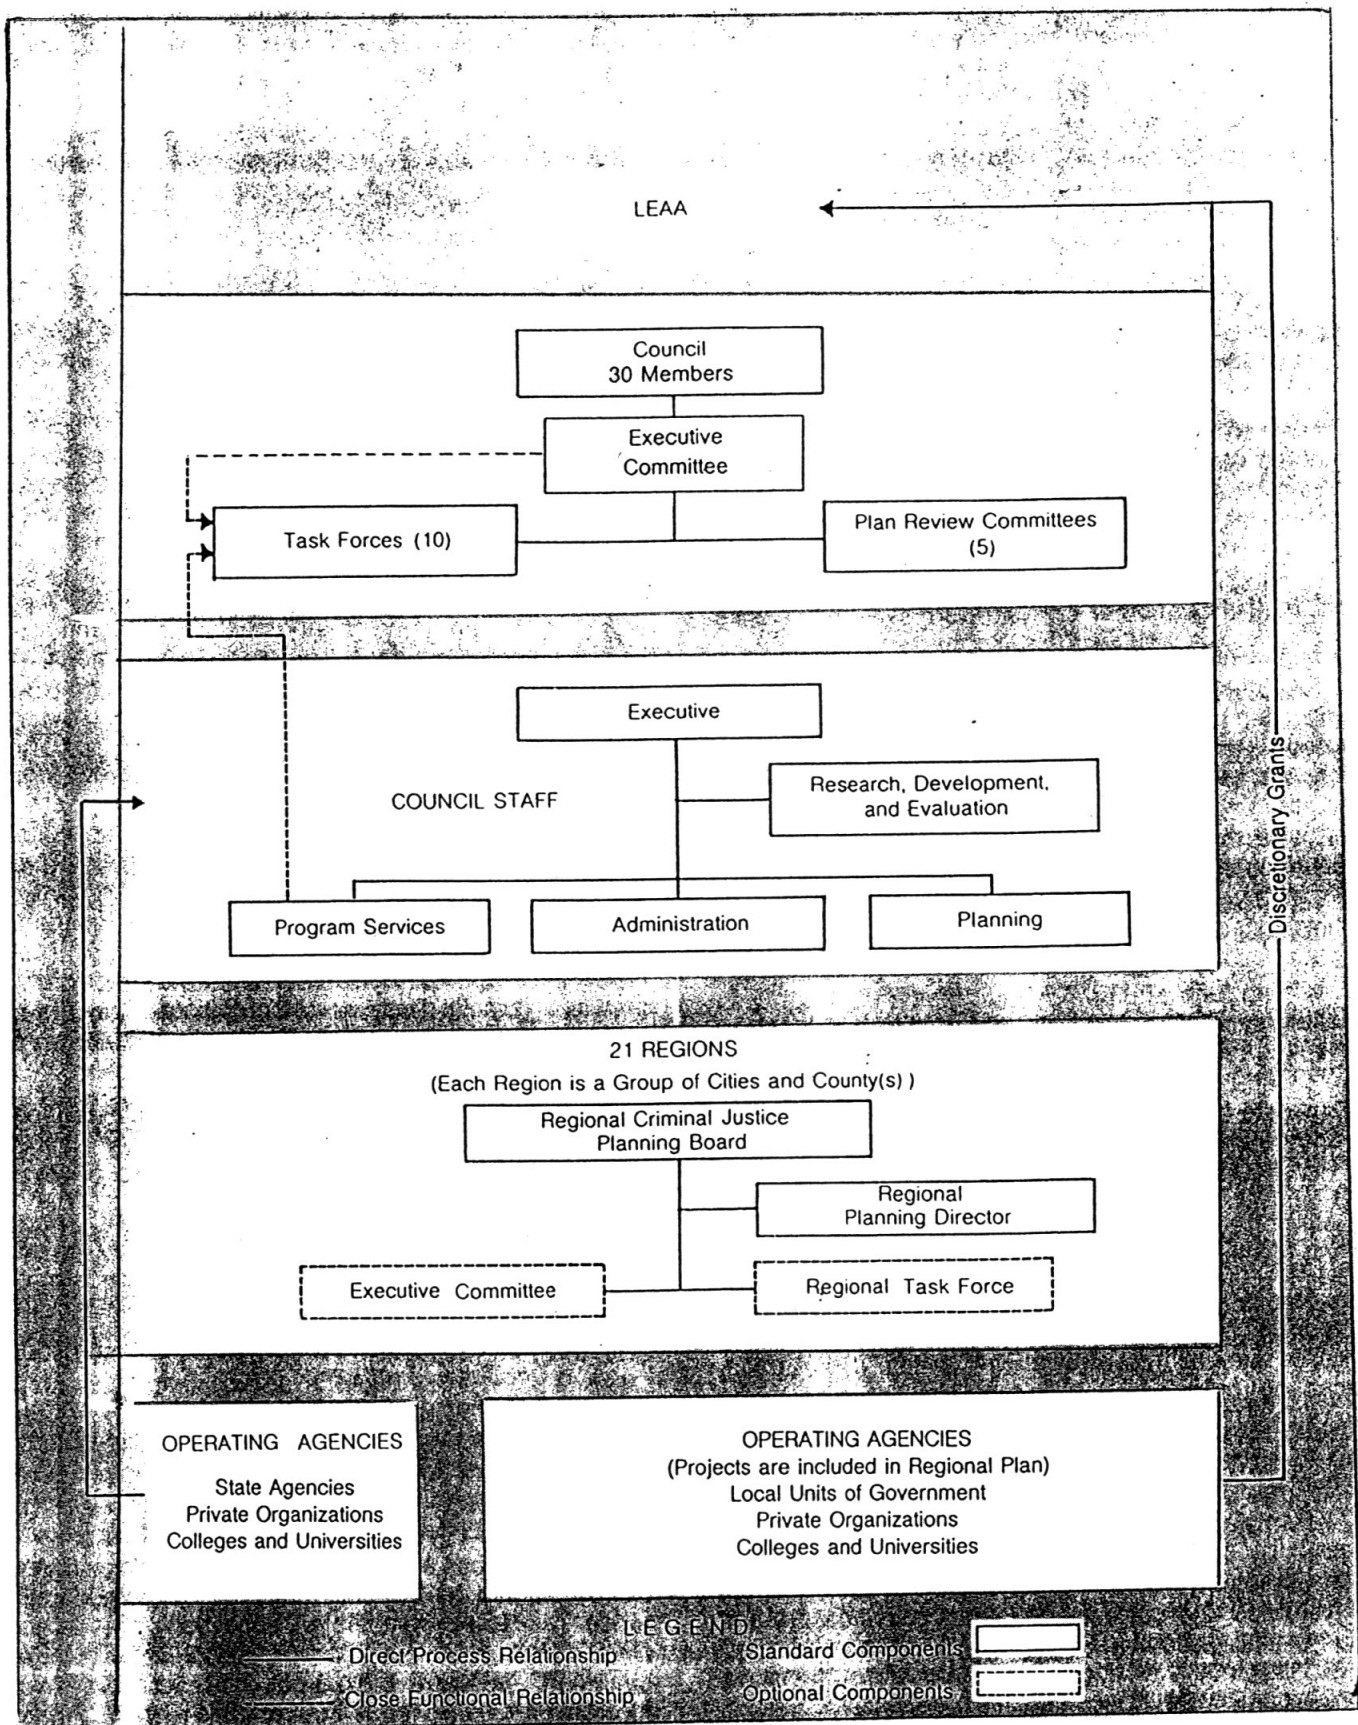 LEAA
Council
30 Members
Executive
Committee
Task Forces (10)
Plan Review Committees
(5)
Executive
COUNCIL STAFF
Research, Development,
and Evaluation
Program Services
Administration
Planning
Discretionary Grants
21 REGIONS
(Each Region is a Group of Cities and County(s) )
Regional Criminal Justice
Planning Board
Regional
Planning Director
Executive Committee
Regional Task Force
OPERATING AGENCIES
State Agencies
Private Organizations
Colleges and Universities
OPERATING AGENCIES
(Projects are included in Regional Plan)
Local Units of Government
Private Organizations
Colleges and Universities
LEGEND
Direct Process Relationship
Standard Components
Close Functional Relationship
Optional Components